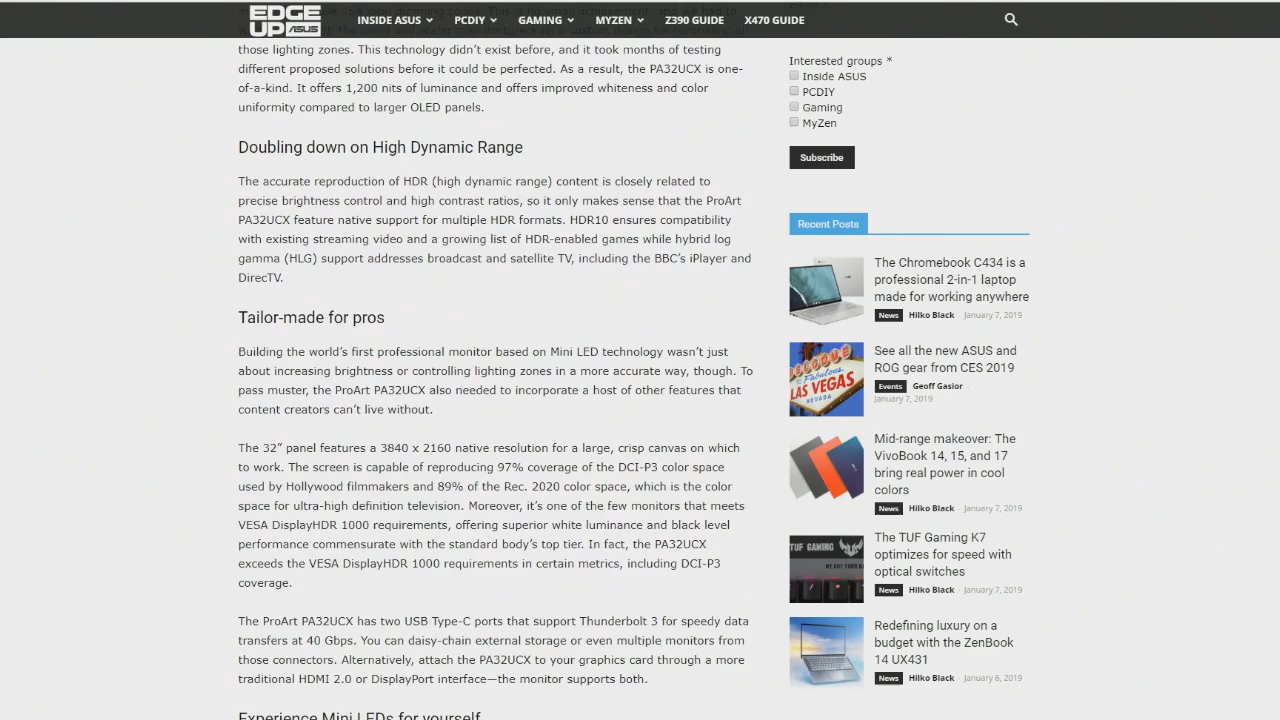 EDGE UP ASUS
INSIDE ASUS
PCDIY
GAMING
MYZEN
Z390 GUIDE
X470 GUIDE
those lighting zones. This technology didn’t exist before, and it took months of testing
different proposed solutions before it could be perfected. As a result, the PA32UCX is one-
of-a-kind. It offers 1,200 nits of luminance and offers improved whiteness and color
uniformity compared to larger OLED panels.
Doubling down on High Dynamic Range
The accurate reproduction of HDR (high dynamic range) content is closely related to
precise brightness control and high contrast ratios, so it only makes sense that the ProArt
PA32UCX feature native support for multiple HDR formats. HDR10 ensures compatibility
with existing streaming video and a growing list of HDR-enabled games while hybrid log
gamma (HLG) support addresses broadcast and satellite TV, including the BBC’s iPlayer and
DirecTV.
Tailor-made for pros
Building the world’s first professional monitor based on Mini LED technology wasn’t just
about increasing brightness or controlling lighting zones in a more accurate way, though. To
pass muster, the ProArt PA32UCX also needed to incorporate a host of other features that
content creators can’t live without.
The 32” panel features a 3840 x 2160 native resolution for a large, crisp canvas on which
to work. The screen is capable of reproducing 97% coverage of the DCI-P3 color space
used by Hollywood filmmakers and 89% of the Rec. 2020 color space, which is the color
space for ultra-high definition television. Moreover, it’s one of the few monitors that meets
VESA DisplayHDR 1000 requirements, offering superior white luminance and black level
performance commensurate with the standard body’s top tier. In fact, the PA32UCX
exceeds the VESA DisplayHDR 1000 requirements in certain metrics, including DCI-P3
coverage.
The ProArt PA32UCX has two USB Type-C ports that support Thunderbolt 3 for speedy data
transfers at 40 Gbps. You can daisy-chain external storage or even multiple monitors from
those connectors. Alternatively, attach the PA32UCX to your graphics card through a more
traditional HDMI 2.0 or DisplayPort interface—the monitor supports both.
Experience Mini LEDs for yourself
Interested groups *
Inside ASUS
PCDIY
Gaming
MyZen
Subscribe
Recent Posts
The Chromebook C434 is a
professional 2-in-1 laptop
made for working anywhere
News Hilko Black - January 7, 2019
WELCOME
Fabulous
LAS VEGAS
NEVADA
See all the new ASUS and
ROG gear from CES 2019
Events Geoff Gasior -
January 7, 2019
Mid-range makeover: The
VivoBook 14, 15, and 17
bring real power in cool
colors
News Hilko Black - January 7, 2019
TUF GAMING
The TUF Gaming K7
optimizes for speed with
optical switches
News Hilko Black - January 7, 2019
Redefining luxury on a
budget with the ZenBook
14 UX431
News Hilko Black - January 6, 2019